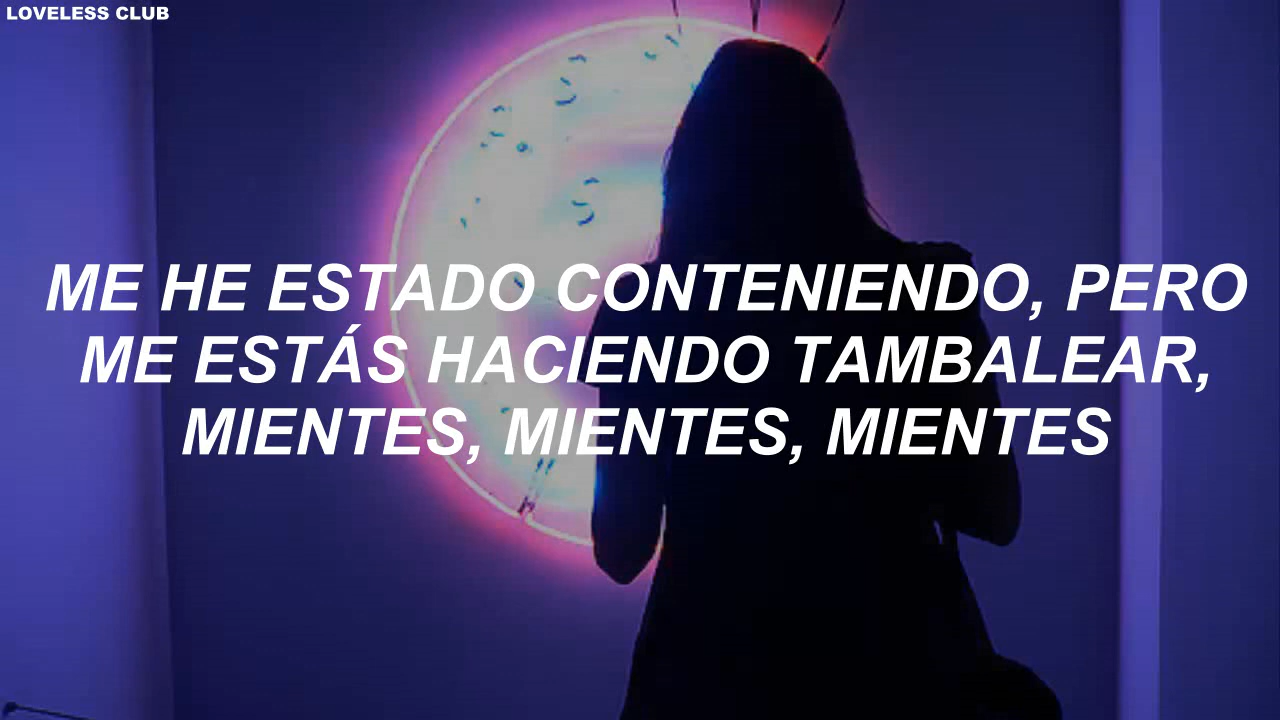 LOVELESS CLUB
ME HE ESTADO CONTENIENDO, PERO
ME ESTÁS HACIENDO TAMBALEAR,
MIENTES, MIENTES, MIENTES